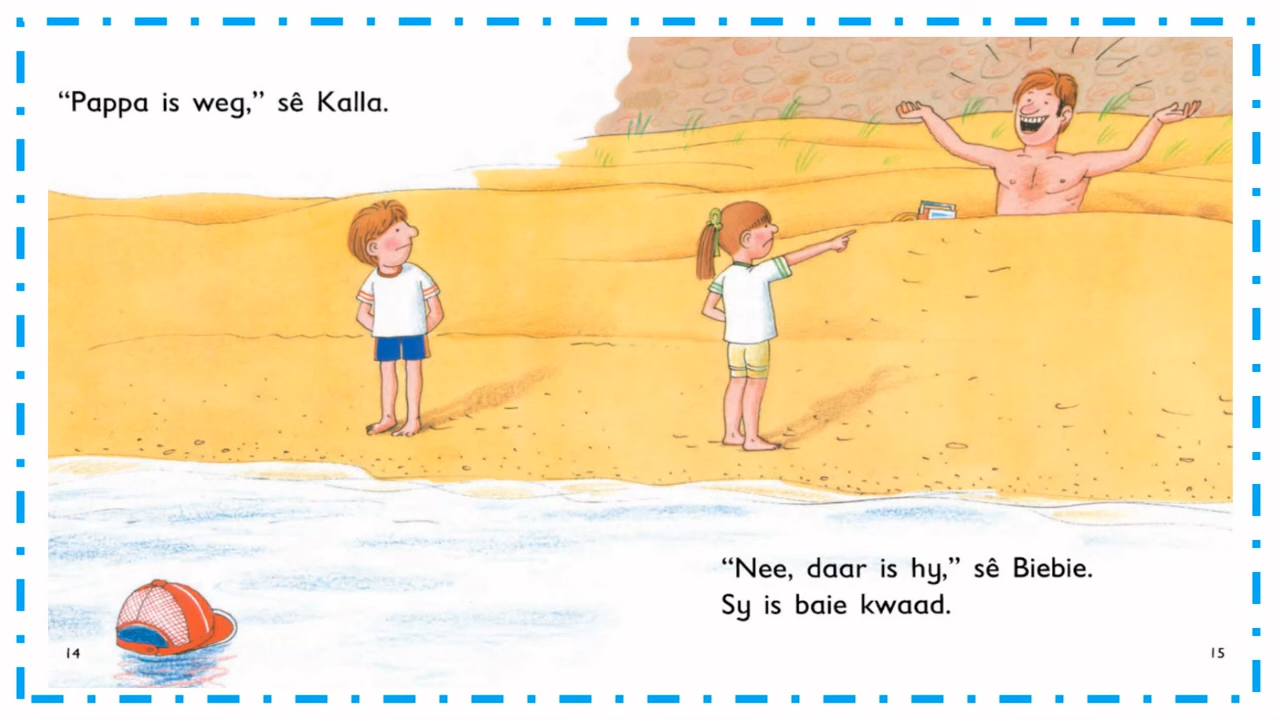 “Pappa is weg,” sê Kalla.
“Nee, daar is hy,” sê Biebie.
Sy is baie kwaad.
14
15